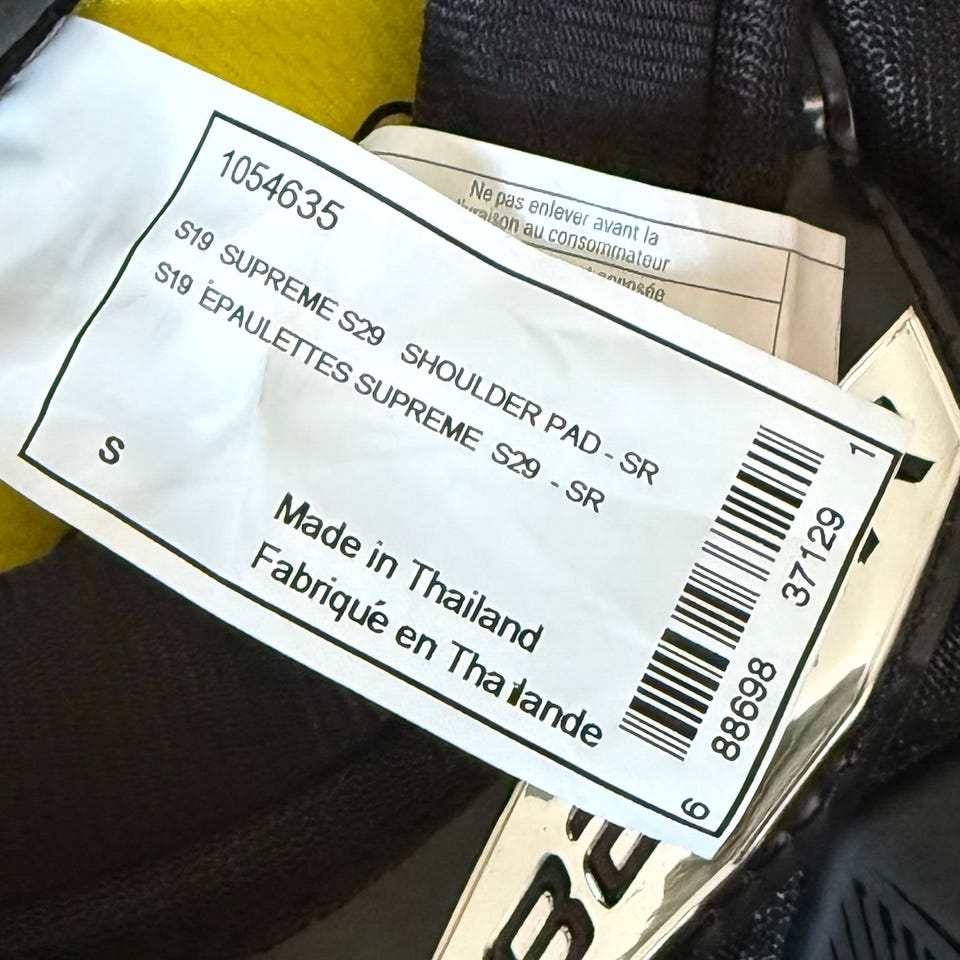 1054635
S19 SUPREME S29 SHOULDER PAD - SR
S19 ÉPAULETTES SUPREME S29 - SR
S
Made in Thailand
Fabriqué en Thaïlande
6 88698 37129 1
Ne pas enlever avant la
livraison au consommateur